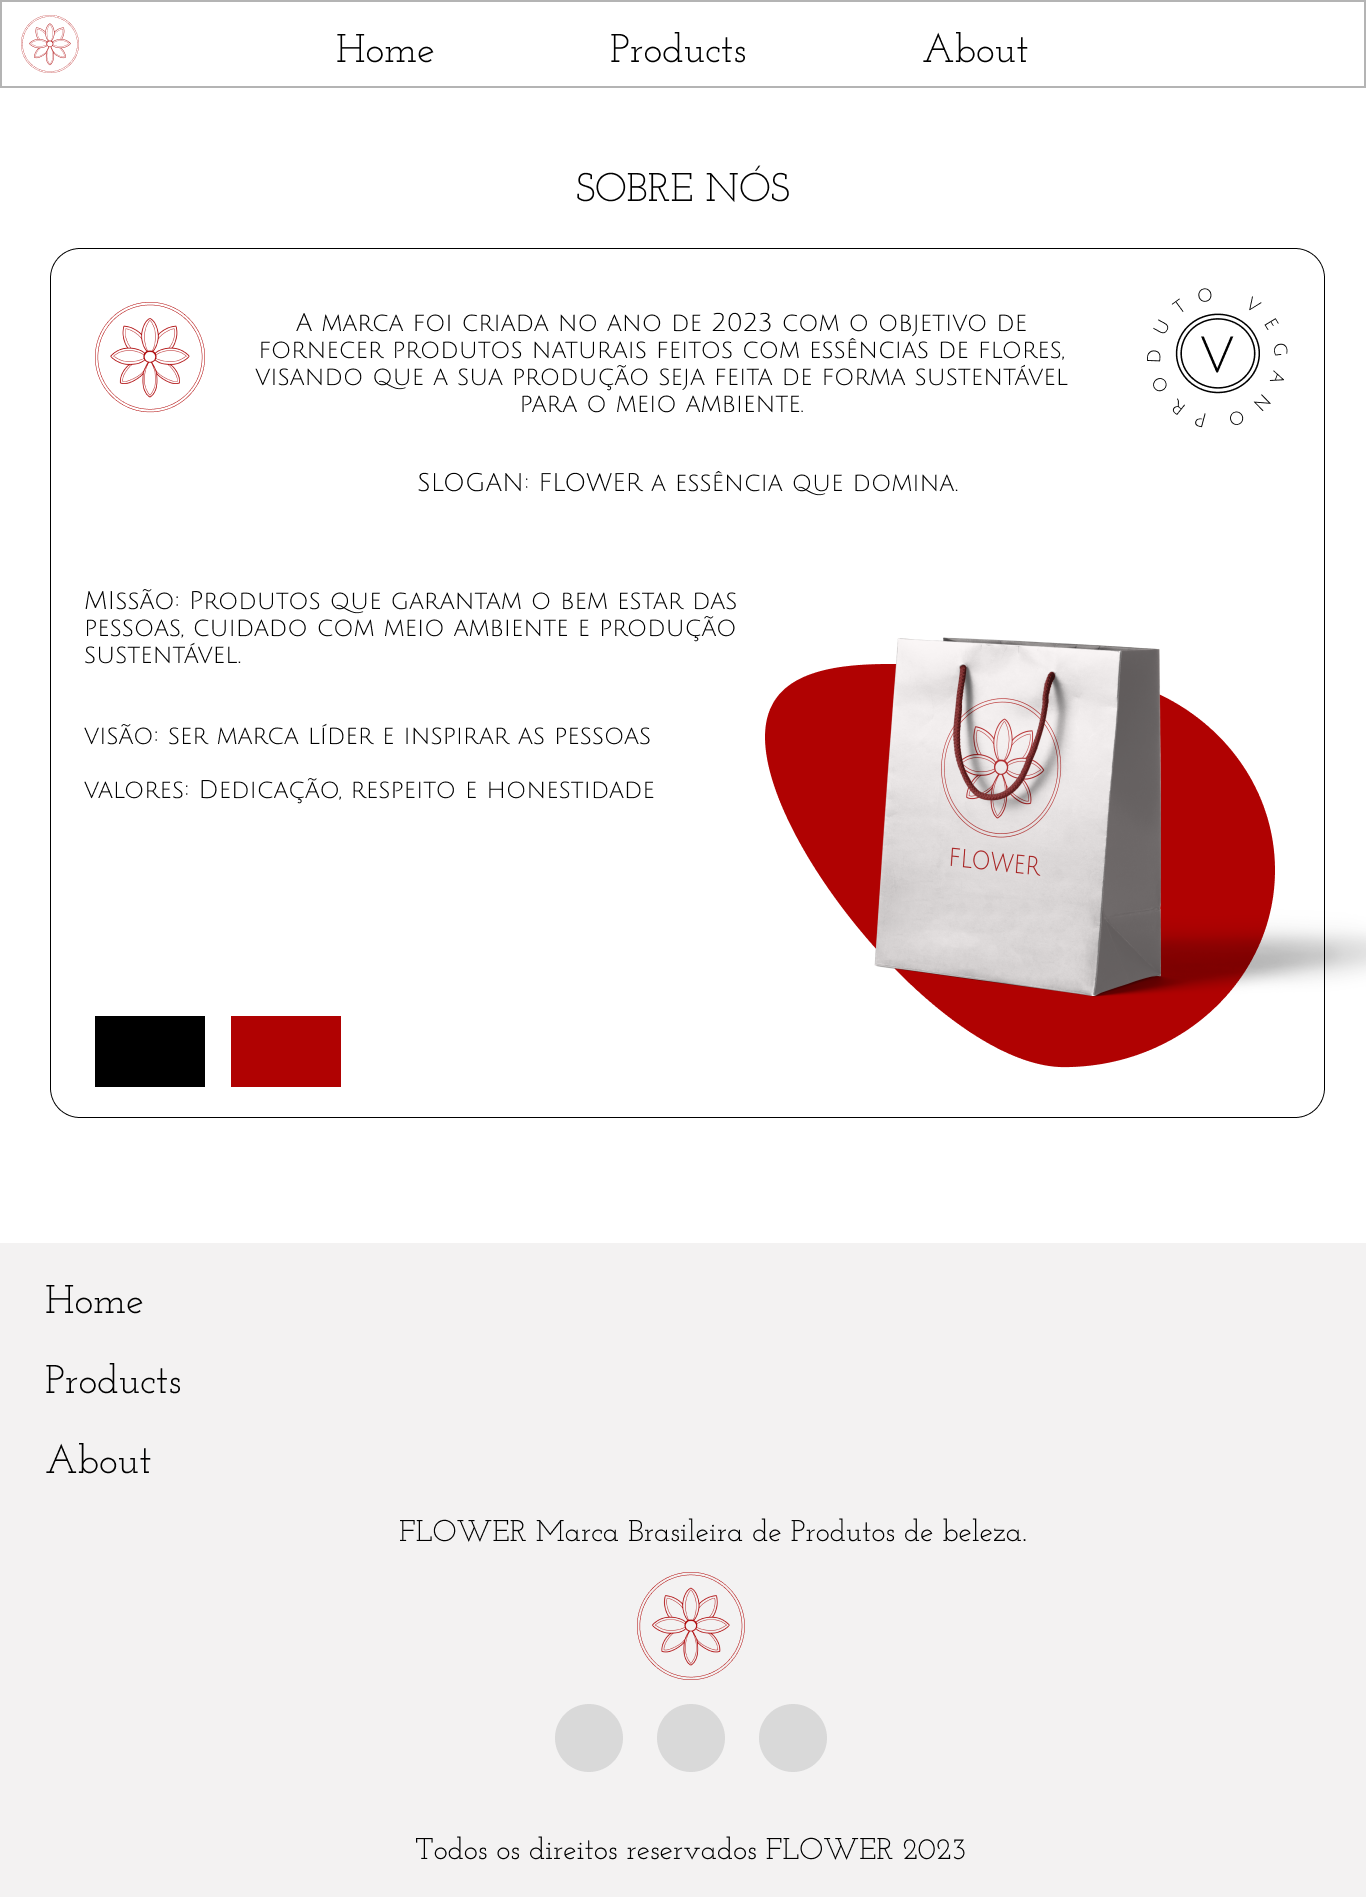 Home Products About
SOBRE NÓS
A MARCA FOI CRIADA NO ANO DE 2023 COM O OBJETIVO DE
FORNECER PRODUTOS NATURAIS FEITOS COM ESSÊNCIAS DE FLORES,
VISANDO QUE A SUA PRODUÇÃO SEJA FEITA DE FORMA SUSTENTÁVEL
PARA O MEIO AMBIENTE.
PRODUTO VEGANO
V
SLOGAN: FLOWER A ESSÊNCIA QUE DOMINA.
MISSÃO: PRODUTOS QUE GARANTAM O BEM ESTAR DAS
PESSOAS, CUIDADO COM MEIO AMBIENTE E PRODUÇÃO
SUSTENTÁVEL.
VISÃO: SER MARCA LÍDER E INSPIRAR AS PESSOAS
VALORES: DEDICAÇÃO, RESPEITO E HONESTIDADE
FLOWER
Home
Products
About
FLOWER Marca Brasileira de Produtos de beleza.
Todos os direitos reservados FLOWER 2023